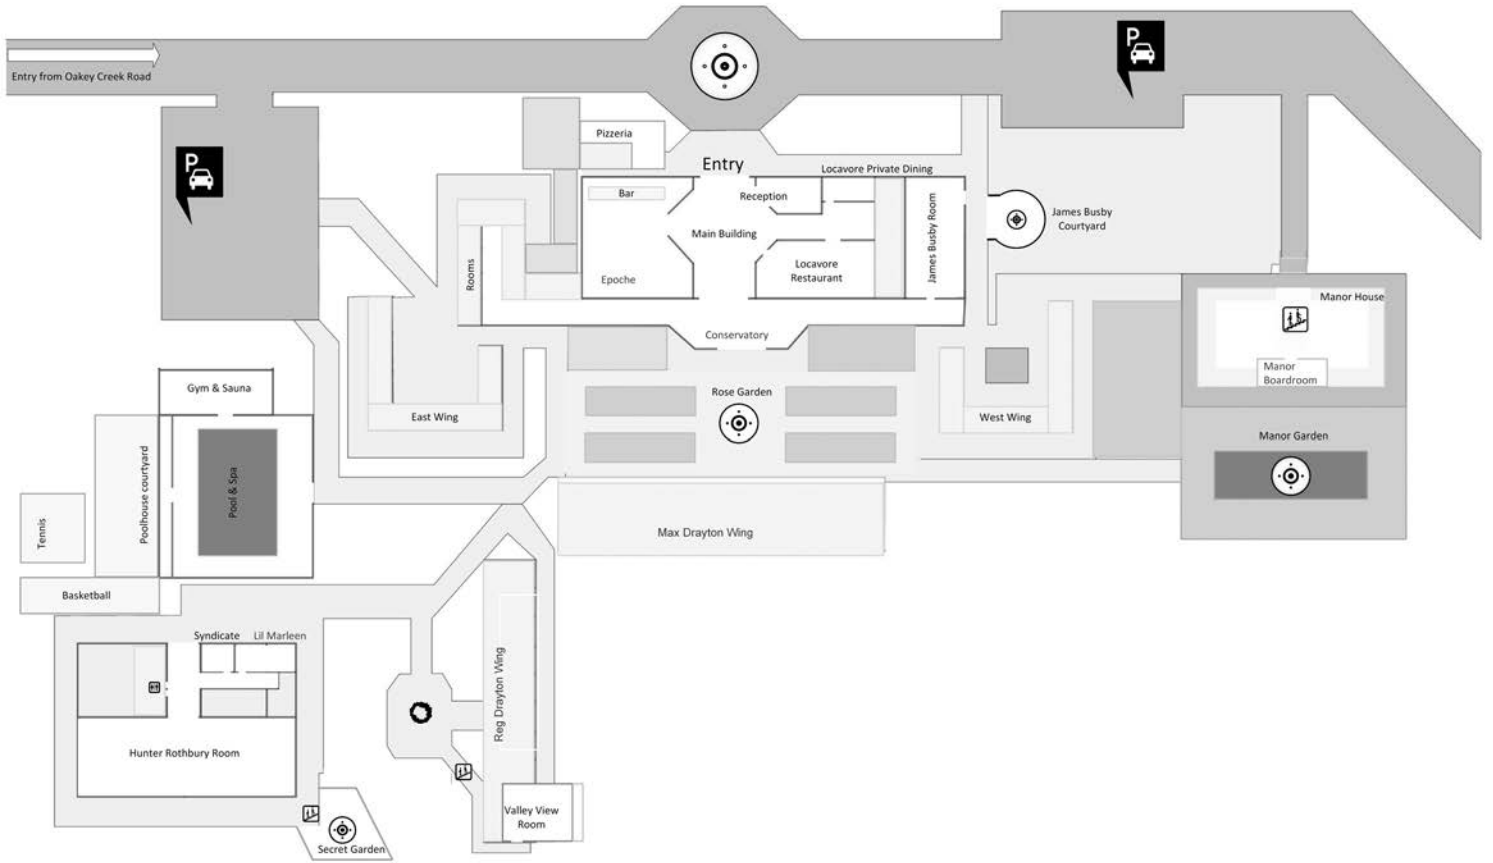 P
P
Entry from Oakey Creek Road
Pizzeria
Entry
Locavore Private Dining
Bar
Reception
Main Building
James Busby Room
James Busby
Courtyard
Rooms
Epoche
Locavore
Restaurant
Manor House
Conservatory
Manor
Boardroom
Gym & Sauna
Rose Garden
East Wing
West Wing
Manor Garden
Poolhouse courtyard
Pool & Spa
Tennis
Max Drayton Wing
Basketball
Syndicate
Lil Marleen
Reg Drayton Wing
Hunter Rothbury Room
Valley View
Room
Secret Garden